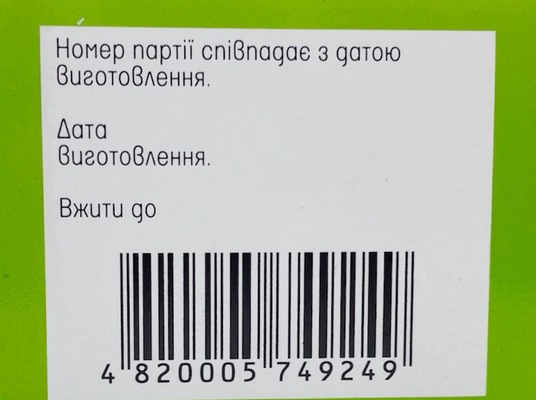 Номер партії співпадає з датою
виготовлення.
Дата
виготовлення.
Вжити до
4 820005 749249